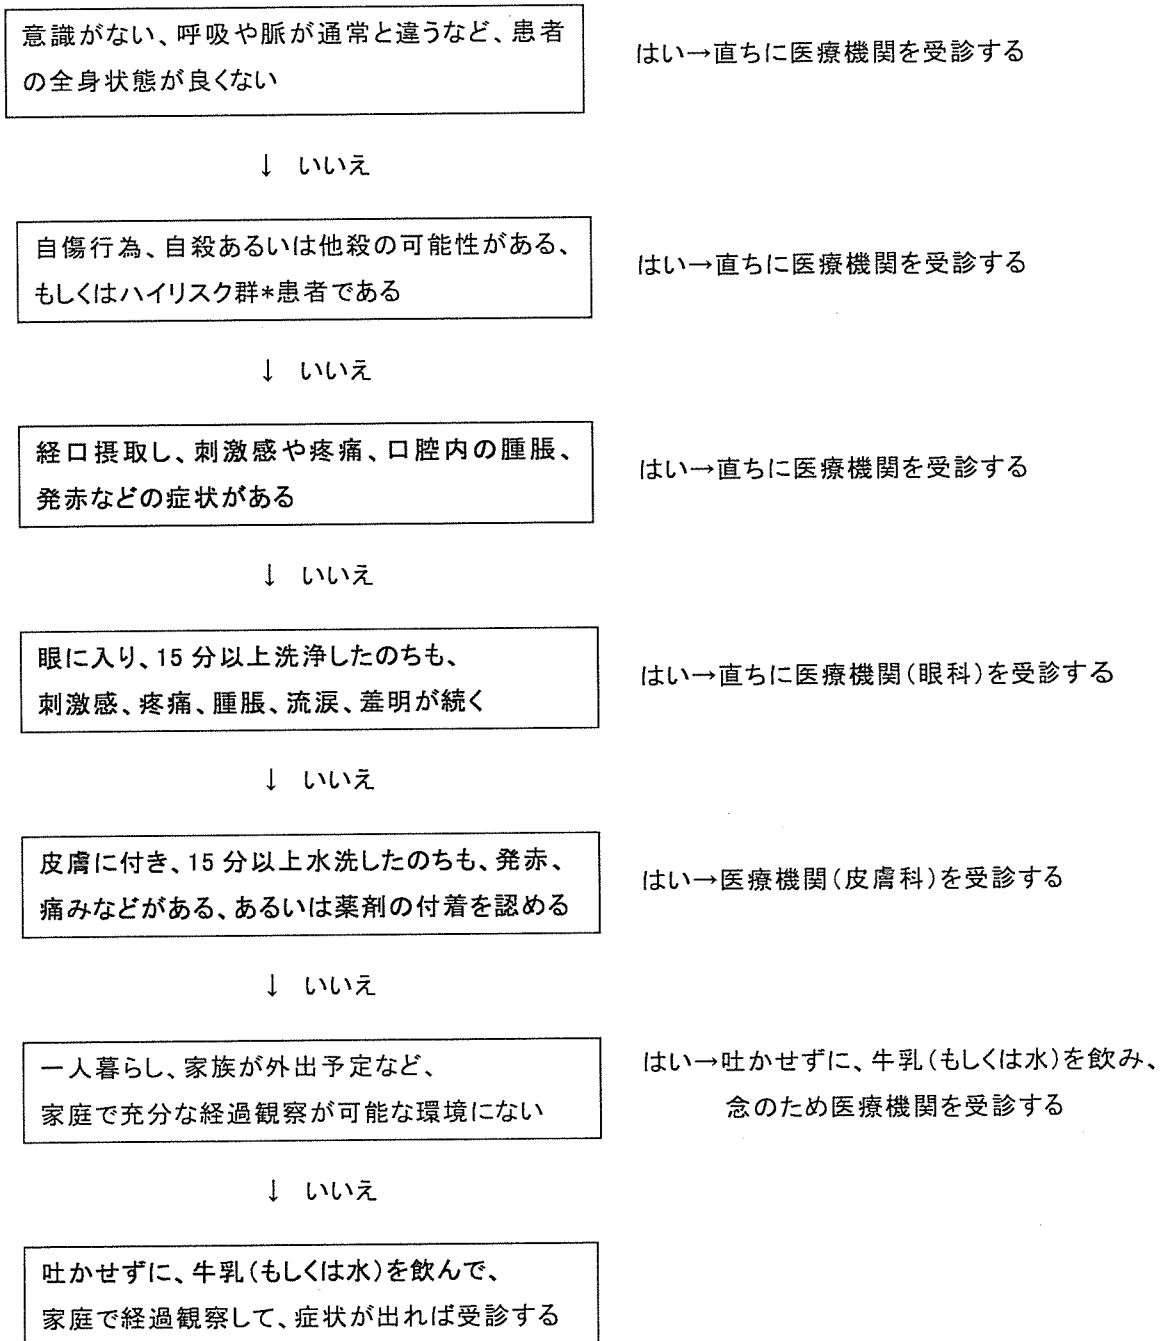 意識がない、呼吸や脈が通常と違うなど、患者
の全身状態が良くない
はい→直ちに医療機関を受診する
↓ いいえ
自傷行為、自殺あるいは他殺の可能性がある、
もしくはハイリスク群*患者である
はい→直ちに医療機関を受診する
↓ いいえ
経口摂取し、刺激感や疼痛、口腔内の腫脹、
発赤などの症状がある
はい→直ちに医療機関を受診する
↓ いいえ
眼に入り、15分以上洗浄したのちも、
刺激感、疼痛、腫脹、流涙、羞明が続く
はい→直ちに医療機関(眼科)を受診する
↓ いいえ
皮膚に付き、15分以上水洗したのちも、発赤、
痛みなどがある、あるいは薬剤の付着を認める
はい→医療機関(皮膚科)を受診する
↓ いいえ
一人暮らし、家族が外出予定など、
家庭で充分な経過観察が可能な環境にない
はい→吐かせずに、牛乳(もしくは水)を飲み、
念のため医療機関を受診する
↓ いいえ
吐かせずに、牛乳(もしくは水)を飲んで、
家庭で経過観察して、症状が出れば受診する